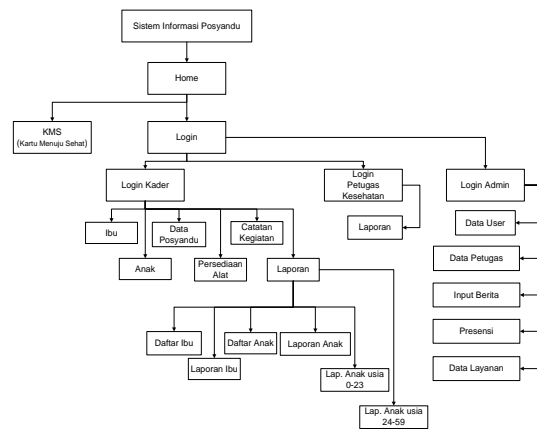 Sistem Informasi Posyandu
Home
KMS
(Kartu Menuju Sehat)
Login
Login Kader
Login
Petugas
Kesehatan
Login Admin
Ibu
Data
Posyandu
Catatan
Kegiatan
Laporan
Data User
Anak
Persediaan
Alat
Laporan
Data Petugas
Input Berita
Presensi
Daftar Ibu
Laporan Ibu
Daftar Anak
Laporan Anak
Lap. Anak usia
0-23
Data Layanan
Lap. Anak usia
24-59